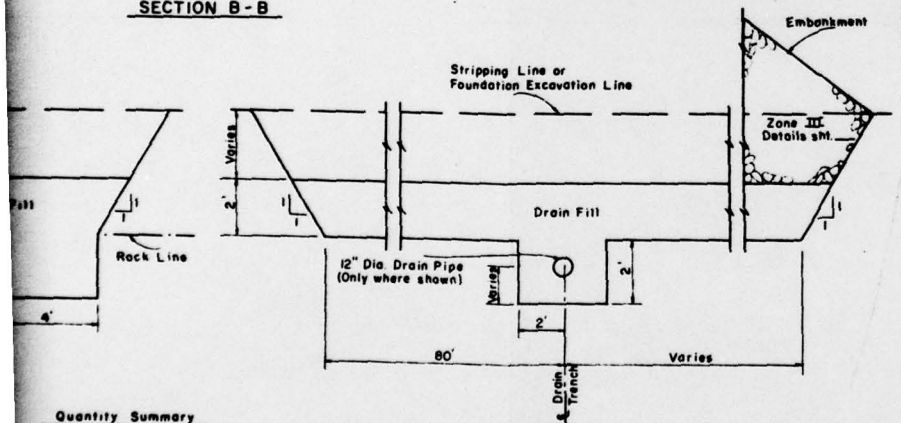 SECTION B-B
Embankment
Stripping Line or
Foundation Excavation Line
Varies
Zone III
Details sht.
2'
1
1
Fill
1
1
Drain Fill
1
1
Rock Line
12" Dia. Drain Pipe
(Only where shown)
Varies
2'
4'
2'
80'
Varies
℄ Drain
Trench
Quantity Summary